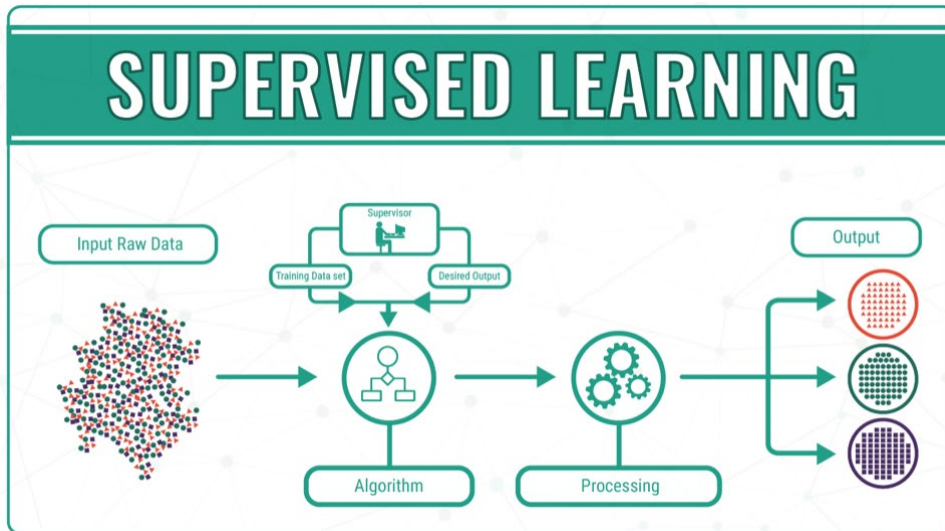 SUPERVISED LEARNING
Supervisor
Input Raw Data
Output
Training Data set
Desired Output
Algorithm
Processing